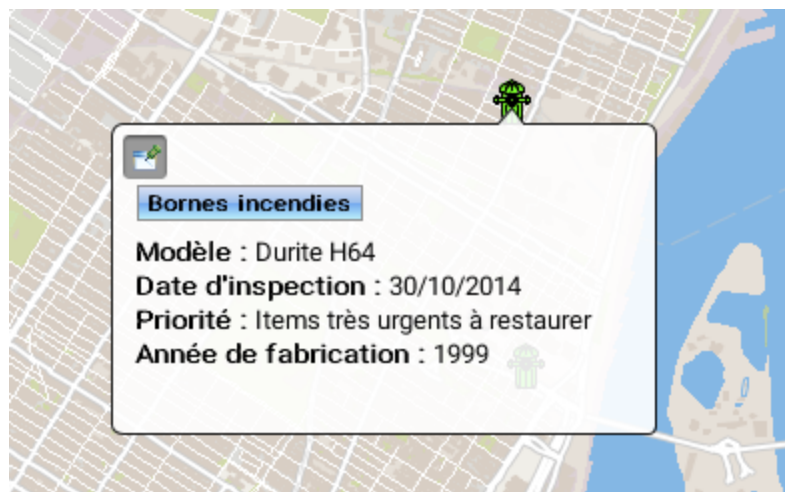 Bornes incendies
Modèle : Durite H64
Date d'inspection : 30/10/2014
Priorité : Items très urgents à restaurer
Année de fabrication : 1999